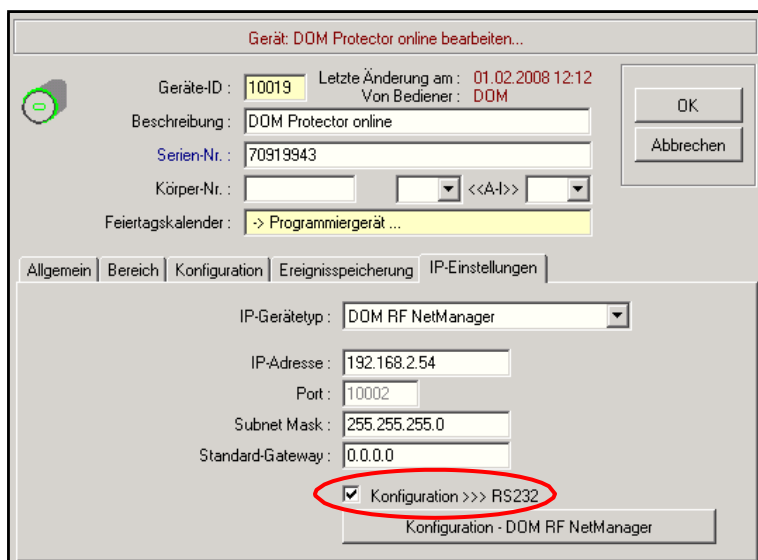 Gerät: DOM Protector online bearbeiten...
Geräte-ID : 10019 Letzte Änderung am : 01.02.2008 12:12
Von Bediener : DOM
OK
Beschreibung : DOM Protector online
Abbrechen
Serien-Nr. : 70919943
Körper-Nr. : <<A-I>>
Feiertagskalender : -> Programmiergerät ...
Allgemein Bereich Konfiguration Ereignisspeicherung IP-Einstellungen
IP-Gerätetyp : DOM RF NetManager
IP-Adresse : 192.168.2.54
Port : 10002
Subnet Mask : 255.255.255.0
Standard-Gateway : 0.0.0.0
Konfiguration >>> RS232
Konfiguration - DOM RF NetManager